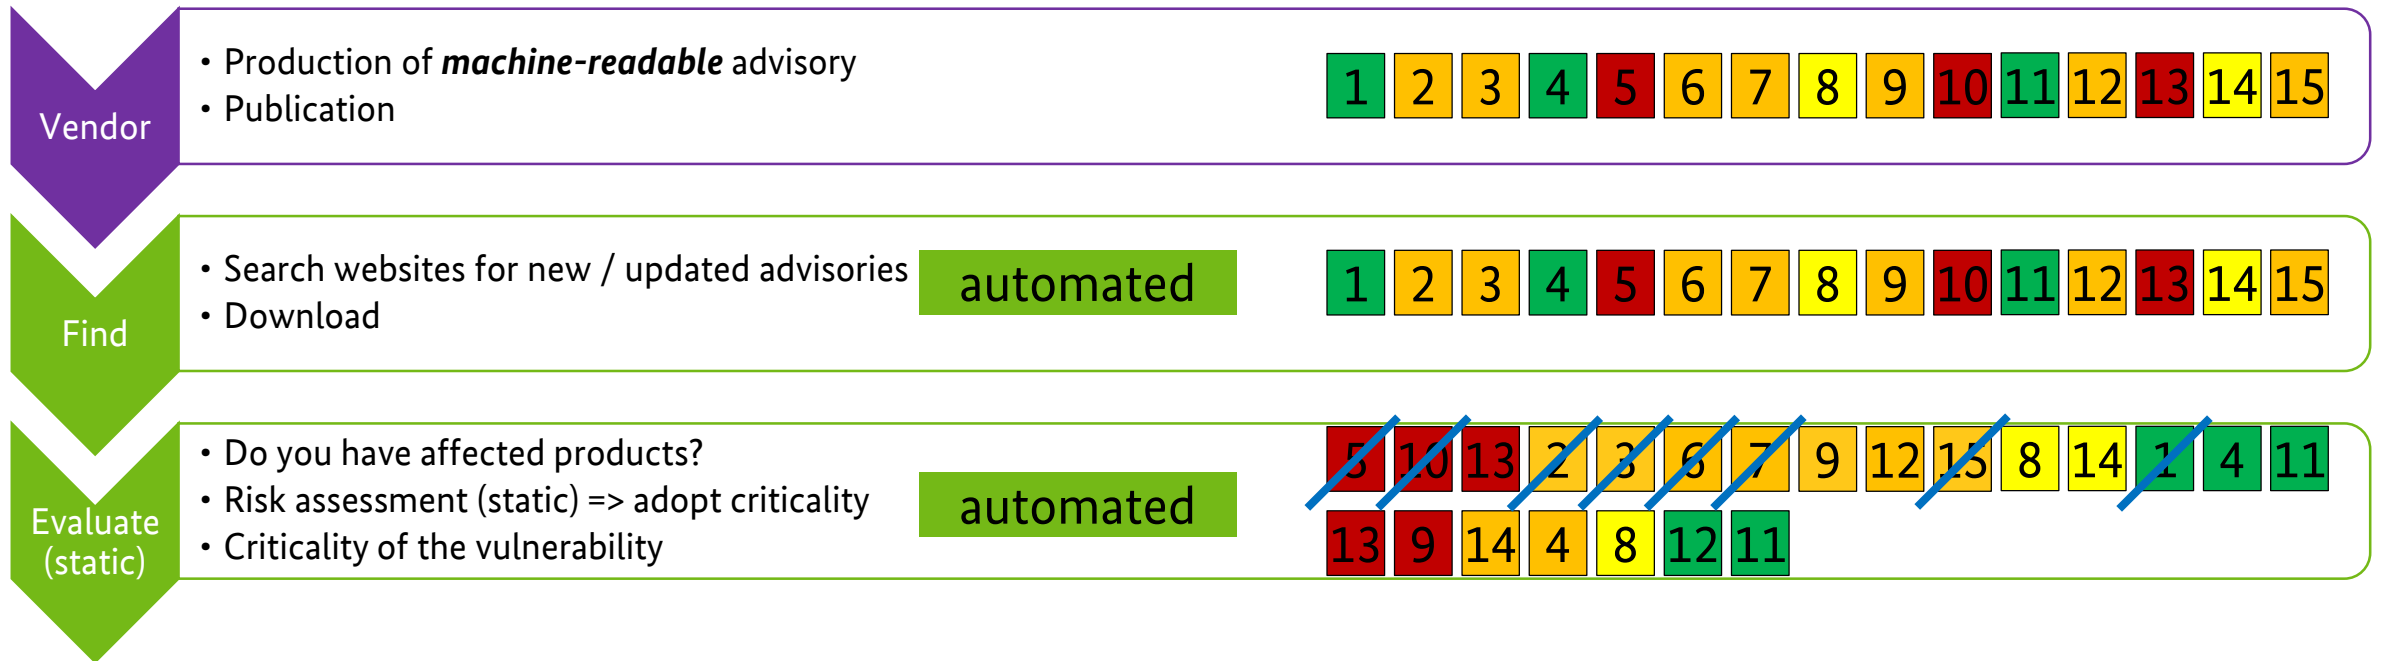 Vendor
• Production of machine-readable advisory
• Publication
1 2 3 4 5 6 7 8 9 10 11 12 13 14 15
Find
• Search websites for new / updated advisories
• Download
automated
1 2 3 4 5 6 7 8 9 10 11 12 13 14 15
Evaluate
(static)
• Do you have affected products?
• Risk assessment (static) => adopt criticality
• Criticality of the vulnerability
automated
5 10 13 2 3 6 7 9 12 15 8 14 1 4 11
13 9 14 4 8 12 11